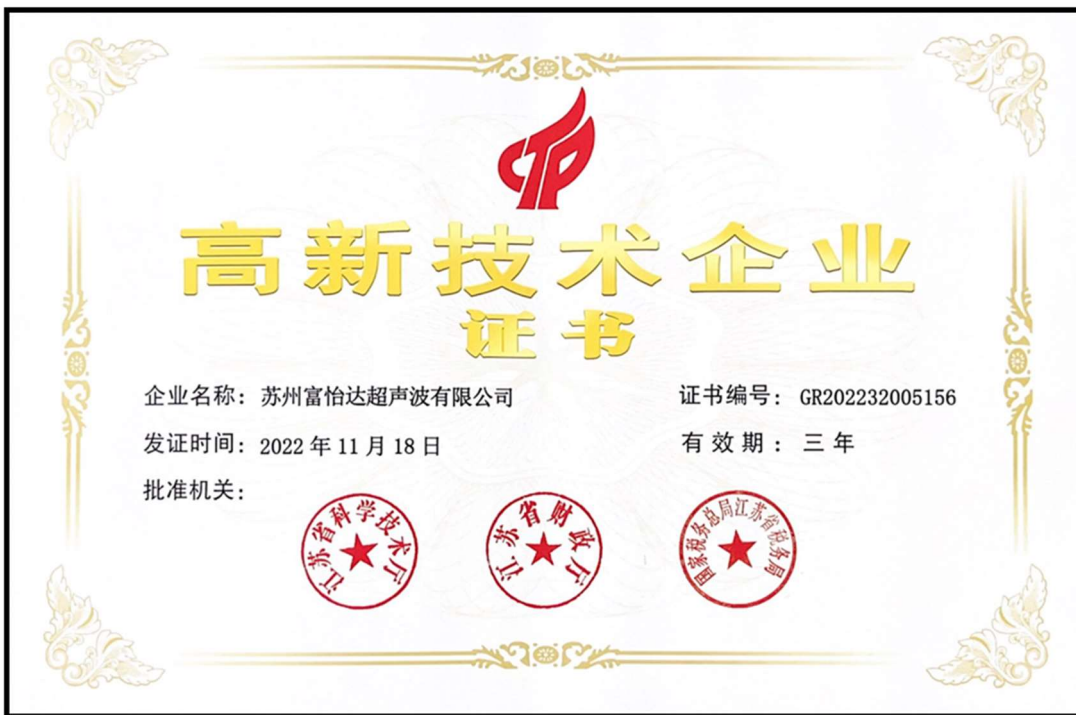 CTP
高新技术企业
证书
企业名称：苏州富怡达超声波有限公司 证书编号：GR202232005156
发证时间：2022年11月18日 有效期：三年
批准机关：
江苏省科学技术厅
江苏省财政厅
国家税务总局江苏省税务局